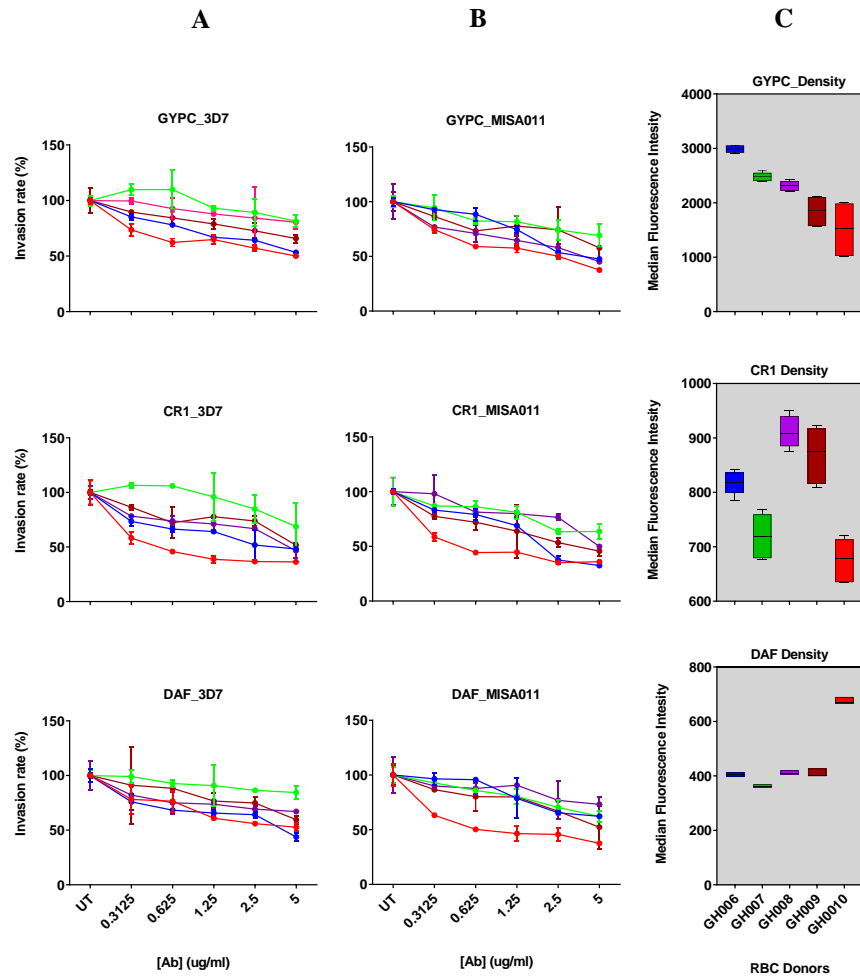 A
B
C
GYPC_3D7
Invasion rate (%)
150
100
50
0
GYPC_MISA011
150
100
50
0
GYPC_Density
Median Fluorescence Intesity
4000
3000
2000
1000
0
CR1_3D7
Invasion rate (%)
150
100
50
0
CR1_MISA011
150
100
50
0
CR1 Density
Median Fluorescence Intesity
1000
900
800
700
600
DAF_3D7
Invasion rate (%)
150
100
50
0
UT
0.3125
0.625
1.25
2.5
5
[Ab] (ug/ml)
DAF_MISA011
150
100
50
0
UT
0.3125
0.625
1.25
2.5
5
[Ab] (ug/ml)
DAF Density
Median Fluorescence Intesity
800
600
400
200
0
GH006
GH007
GH008
GH009
GH0010
RBC Donors